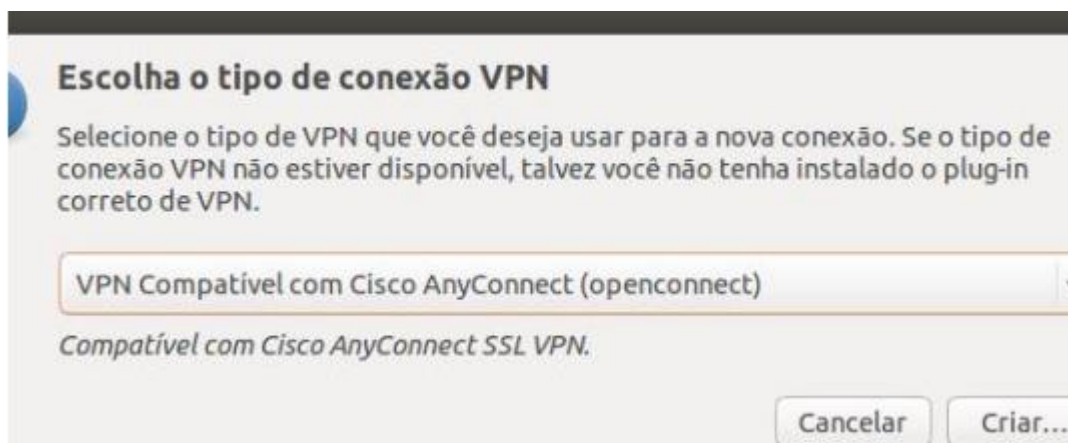 Escolha o tipo de conexão VPN
Selecione o tipo de VPN que você deseja usar para a nova conexão. Se o tipo de
conexão VPN não estiver disponível, talvez você não tenha instalado o plug-in
correto de VPN.
VPN Compatível com Cisco AnyConnect (openconnect)
Compatível com Cisco AnyConnect SSL VPN.
Cancelar Criar...